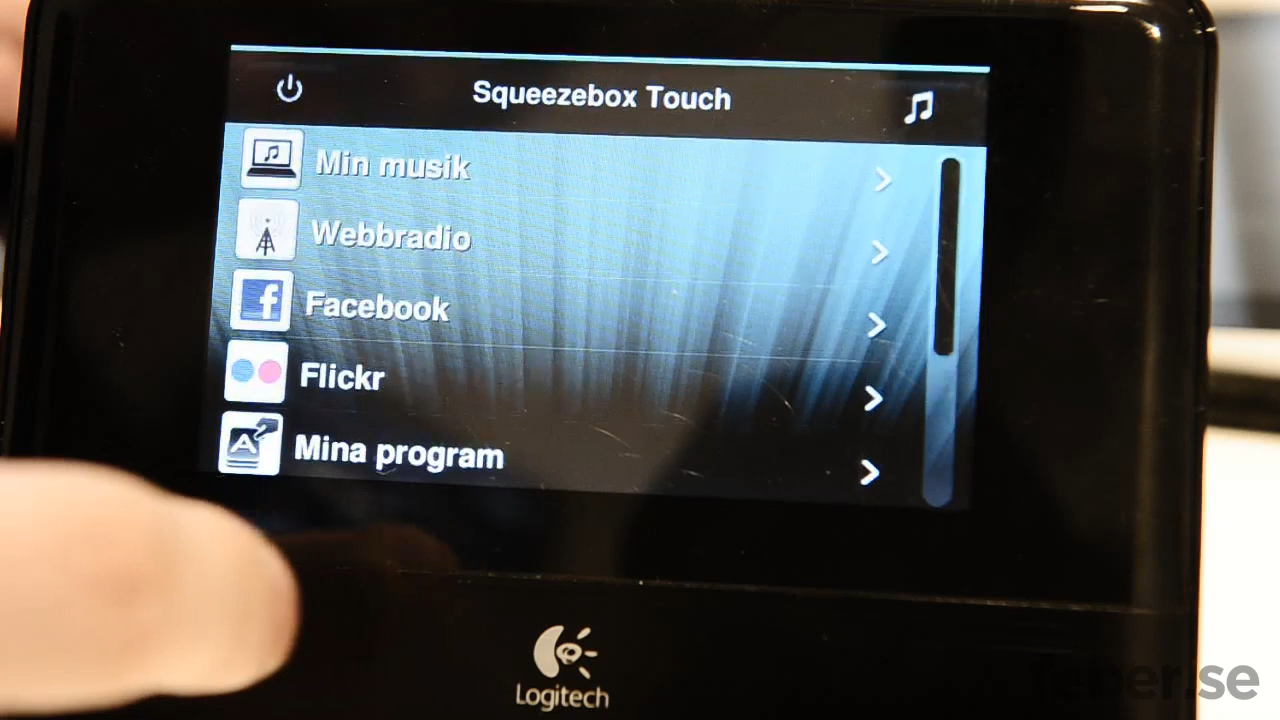 Squeezebox Touch
Min musik
Webbradio
Facebook
Flickr
Mina program
Logitech